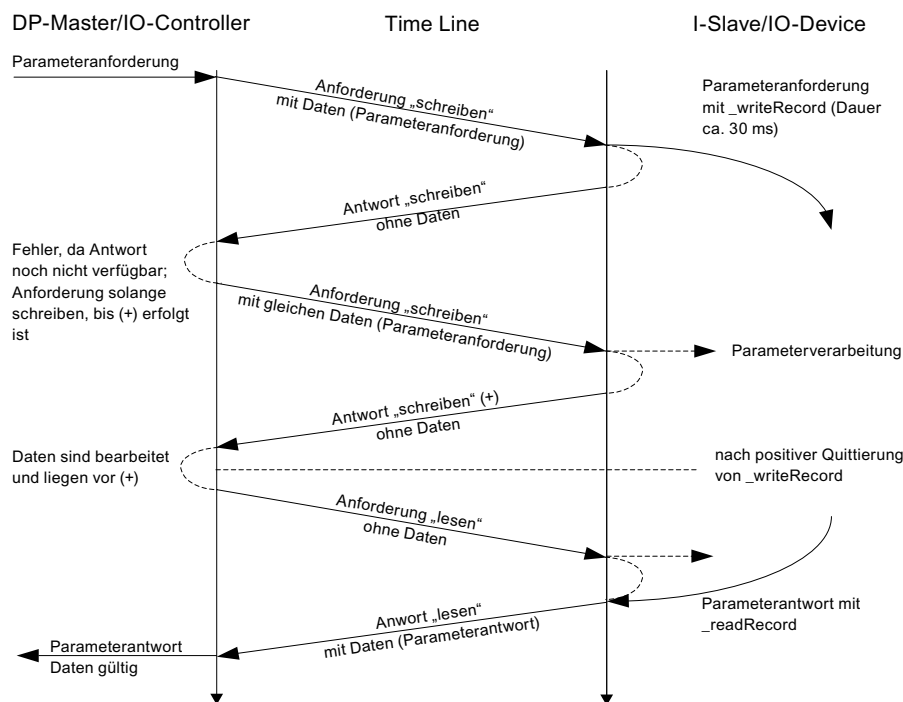 DP-Master/IO-Controller
Time Line
I-Slave/IO-Device
Parameteranforderung
Anforderung „schreiben“
mit Daten (Parameteranforderung)
Parameteranforderung
mit _writeRecord (Dauer
ca. 30 ms)
Antwort „schreiben“
ohne Daten
Fehler, da Antwort
noch nicht verfügbar;
Anforderung solange
schreiben, bis (+) erfolgt
ist
Anforderung „schreiben“
mit gleichen Daten (Parameteranforderung)
Parameterverarbeitung
Antwort „schreiben“ (+)
ohne Daten
Daten sind bearbeitet
und liegen vor (+)
nach positiver Quittierung
von _writeRecord
Anforderung „lesen“
ohne Daten
Parameterantwort mit
_readRecord
Anwort „lesen“
mit Daten (Parameterantwort)
Parameterantwort
Daten gültig